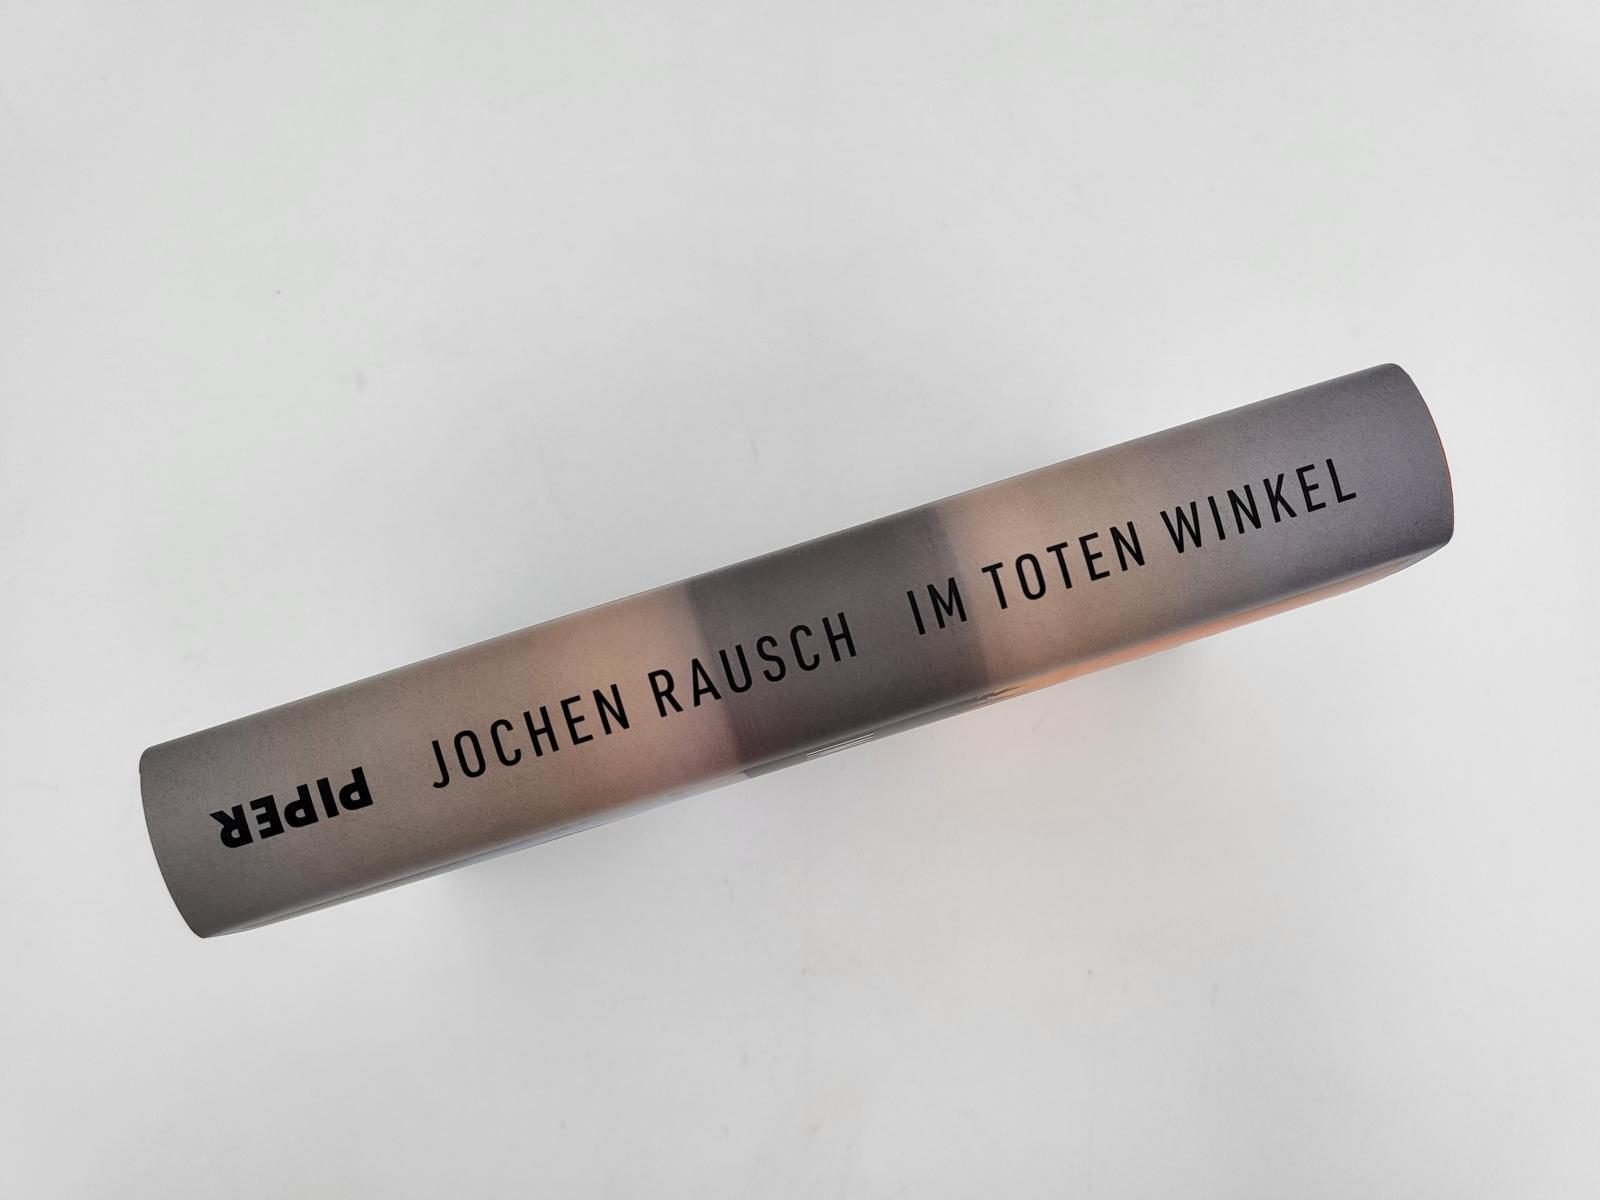 PIPER
JOCHEN RAUSCH IM TOTEN WINKEL